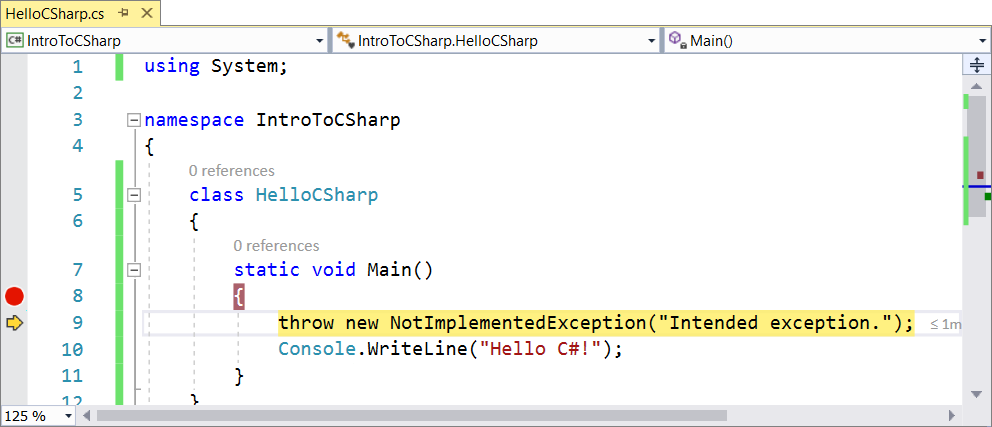 HelloCSharp.cs
C# IntroToCSharp IntroToCSharp.HelloCSharp Main()
1 using System;
2
3 namespace IntroToCSharp
4 {
0 references
5 class HelloCSharp
6 {
0 references
7 static void Main()
8 {
9 throw new NotImplementedException("Intended exception."); ≤ 1m
10 Console.WriteLine("Hello C#!");
11 }
12 }
125 %